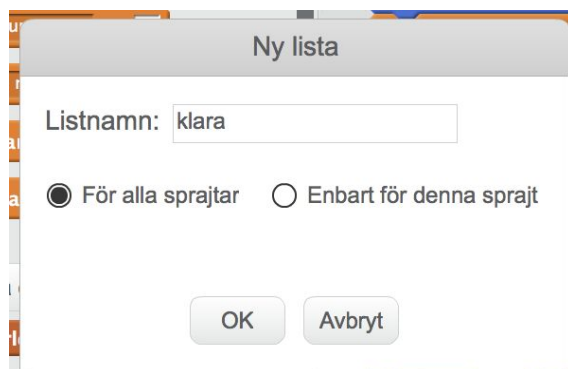 Ny lista
Listnamn: klara
För alla sprajtar Enbart för denna sprajt
OK Avbryt